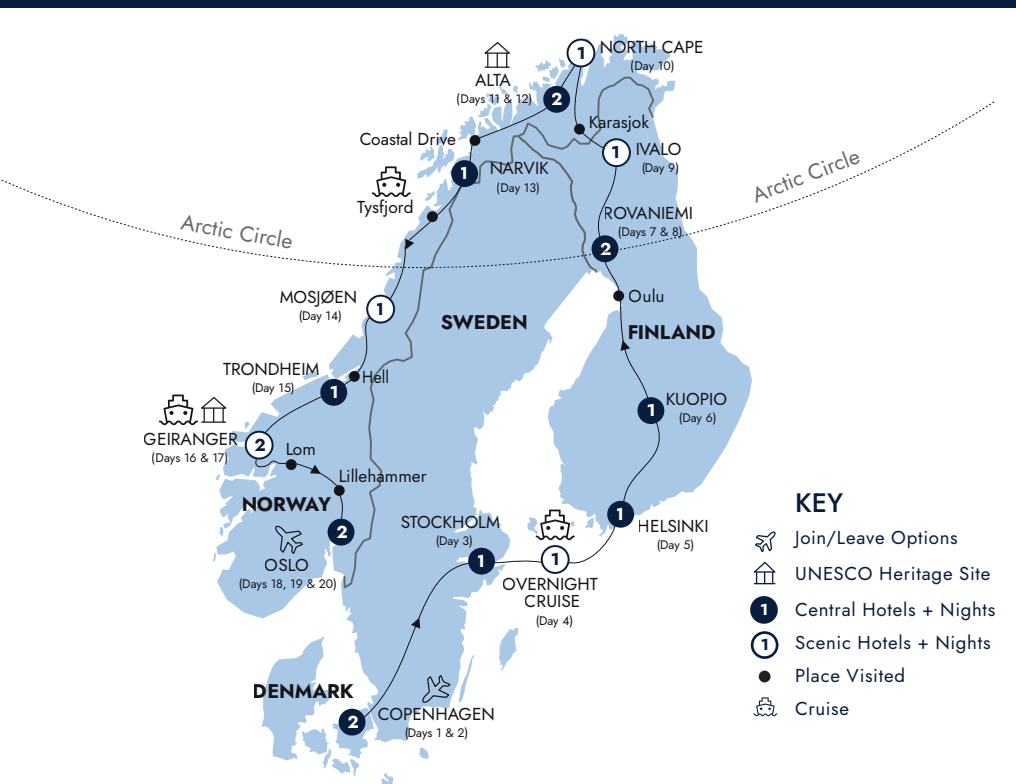 1
NORTH CAPE
(Day 10)
ALTA
(Days 11 & 12)
2
Karasjok
Coastal Drive
1
IVALO
(Day 9)
1
NARVIK
(Day 13)
Tysfjord
Arctic Circle
Arctic Circle
ROVANIEMI
(Days 7 & 8)
2
MOSJØEN
(Day 14)
1
Oulu
SWEDEN
FINLAND
TRONDHEIM
(Day 15)
1
Hell
KUOPIO
(Day 6)
1
GEIRANGER
(Days 16 & 17)
2
Lom
Lillehammer
NORWAY
2
OSLO
(Days 18, 19 & 20)
STOCKHOLM
(Day 3)
1
1
OVERNIGHT
CRUISE
(Day 4)
1
HELSINKI
(Day 5)
DENMARK
2
COPENHAGEN
(Days 1 & 2)
KEY
Join/Leave Options
UNESCO Heritage Site
1 Central Hotels + Nights
1 Scenic Hotels + Nights
Place Visited
Cruise